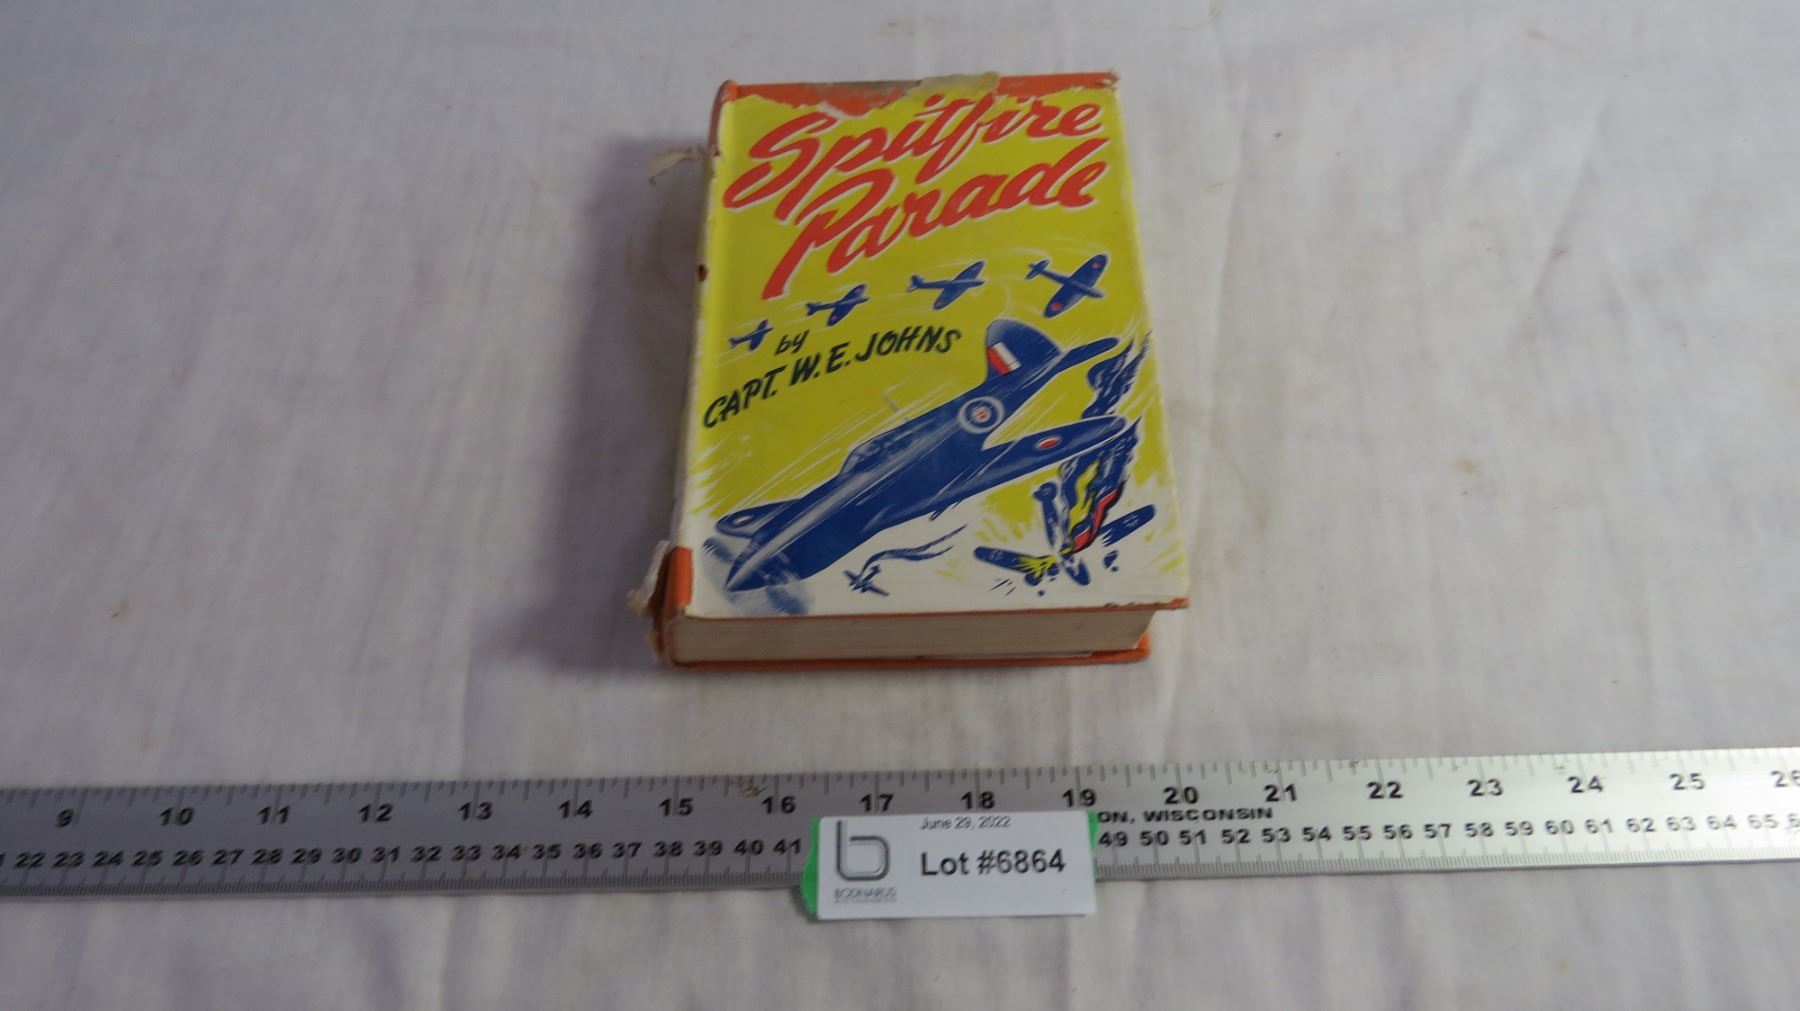 Spitfire
Parade
by
CAPT. W. E. JOHNS
9 10 11 12 13 14 15 16 17 18 19 20 21 22 23 24 25 26
ON, WISCONSIN
22 23 24 25 26 27 28 29 30 31 32 33 34 35 36 37 38 39 40 41 49 50 51 52 53 54 55 56 57 58 59 60 61 62 63 64 65
June 29, 2022
Lot #6864
b
BODNARUS